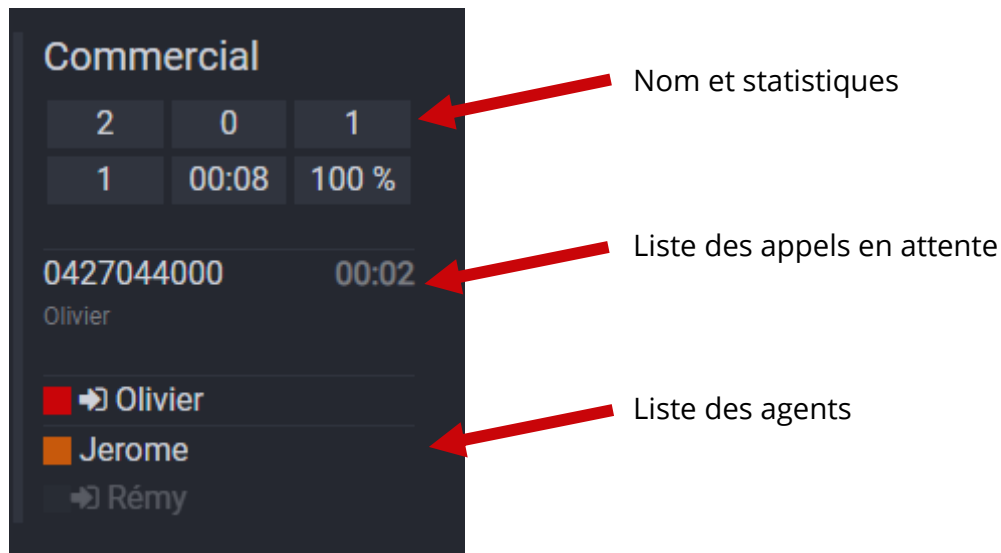 Commercial
2 0 1
1 00:08 100 %
Nom et statistiques
0427044000 00:02
Olivier
Liste des appels en attente
Olivier
Jerome
Rémy
Liste des agents